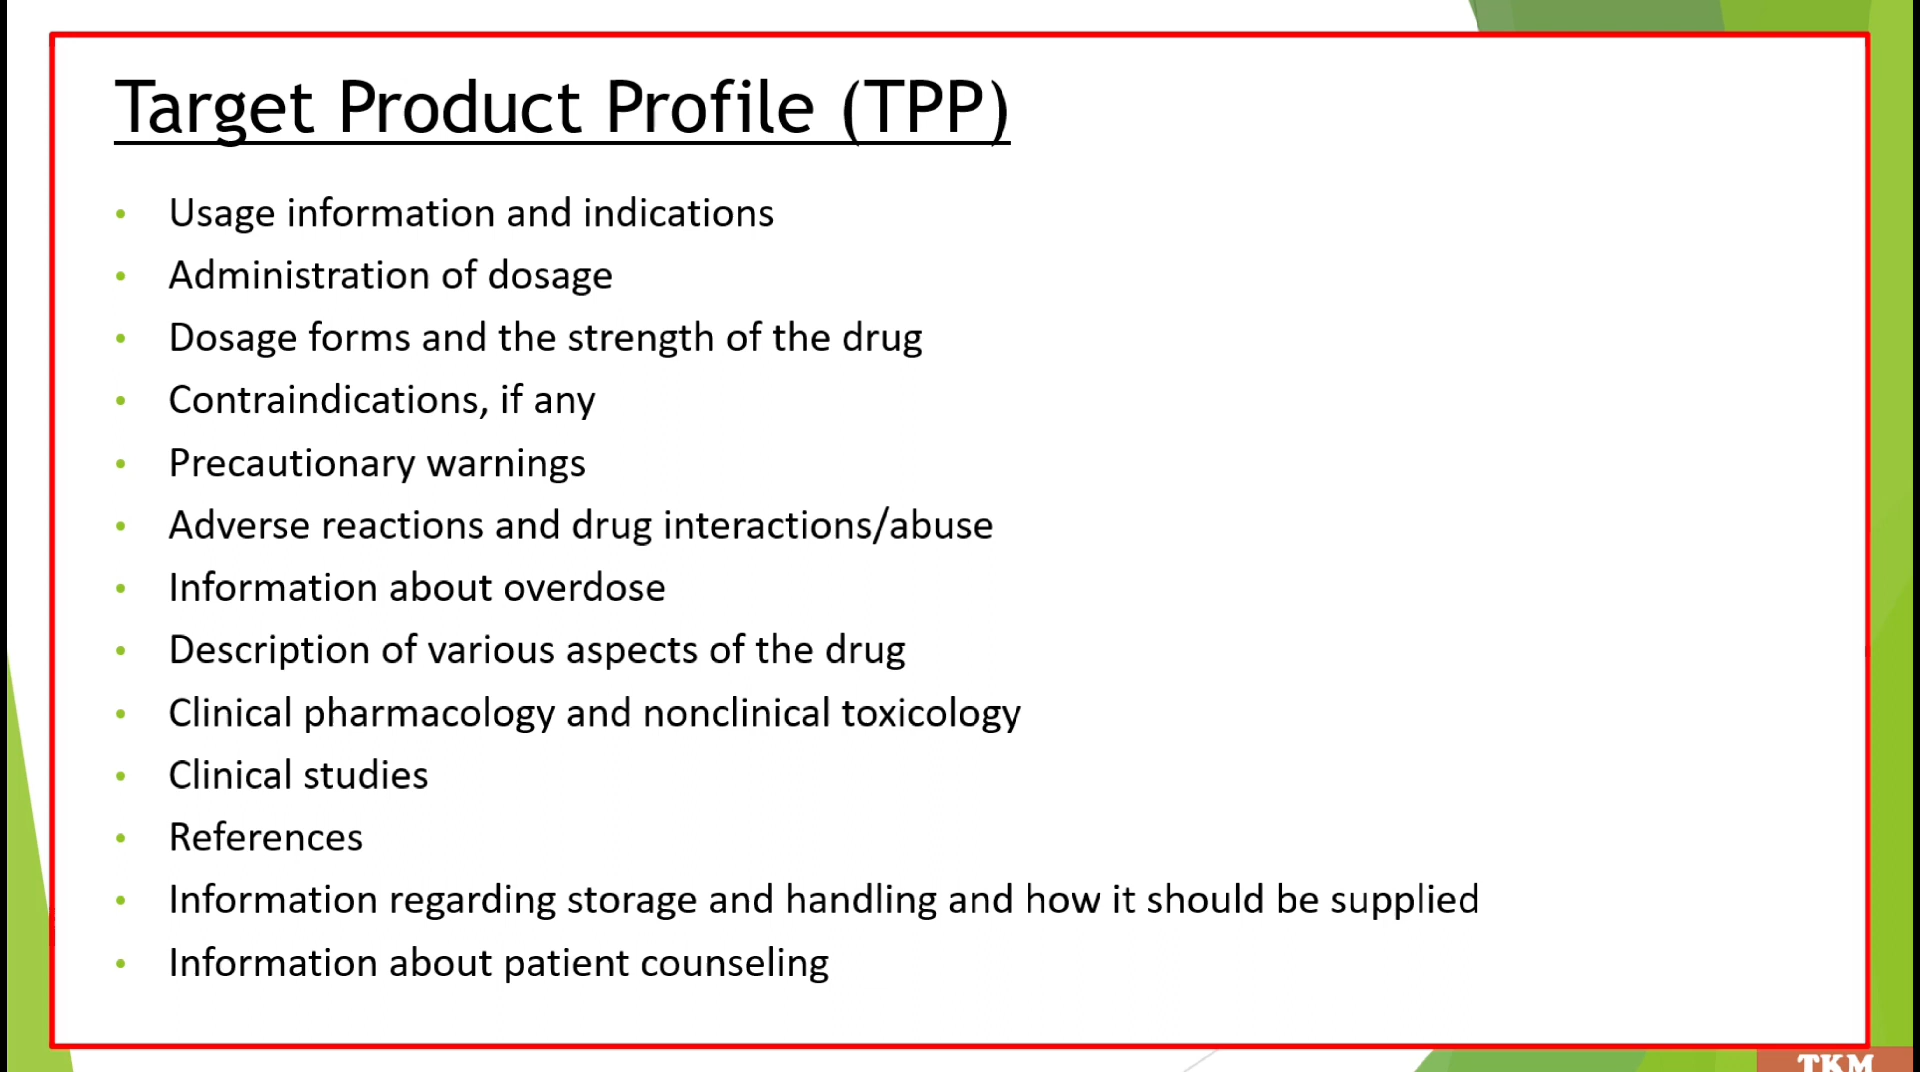 Target Product Profile (TPP)
• Usage information and indications
• Administration of dosage
• Dosage forms and the strength of the drug
• Contraindications, if any
• Precautionary warnings
• Adverse reactions and drug interactions/abuse
• Information about overdose
• Description of various aspects of the drug
• Clinical pharmacology and nonclinical toxicology
• Clinical studies
• References
• Information regarding storage and handling and how it should be supplied
• Information about patient counseling
TKM